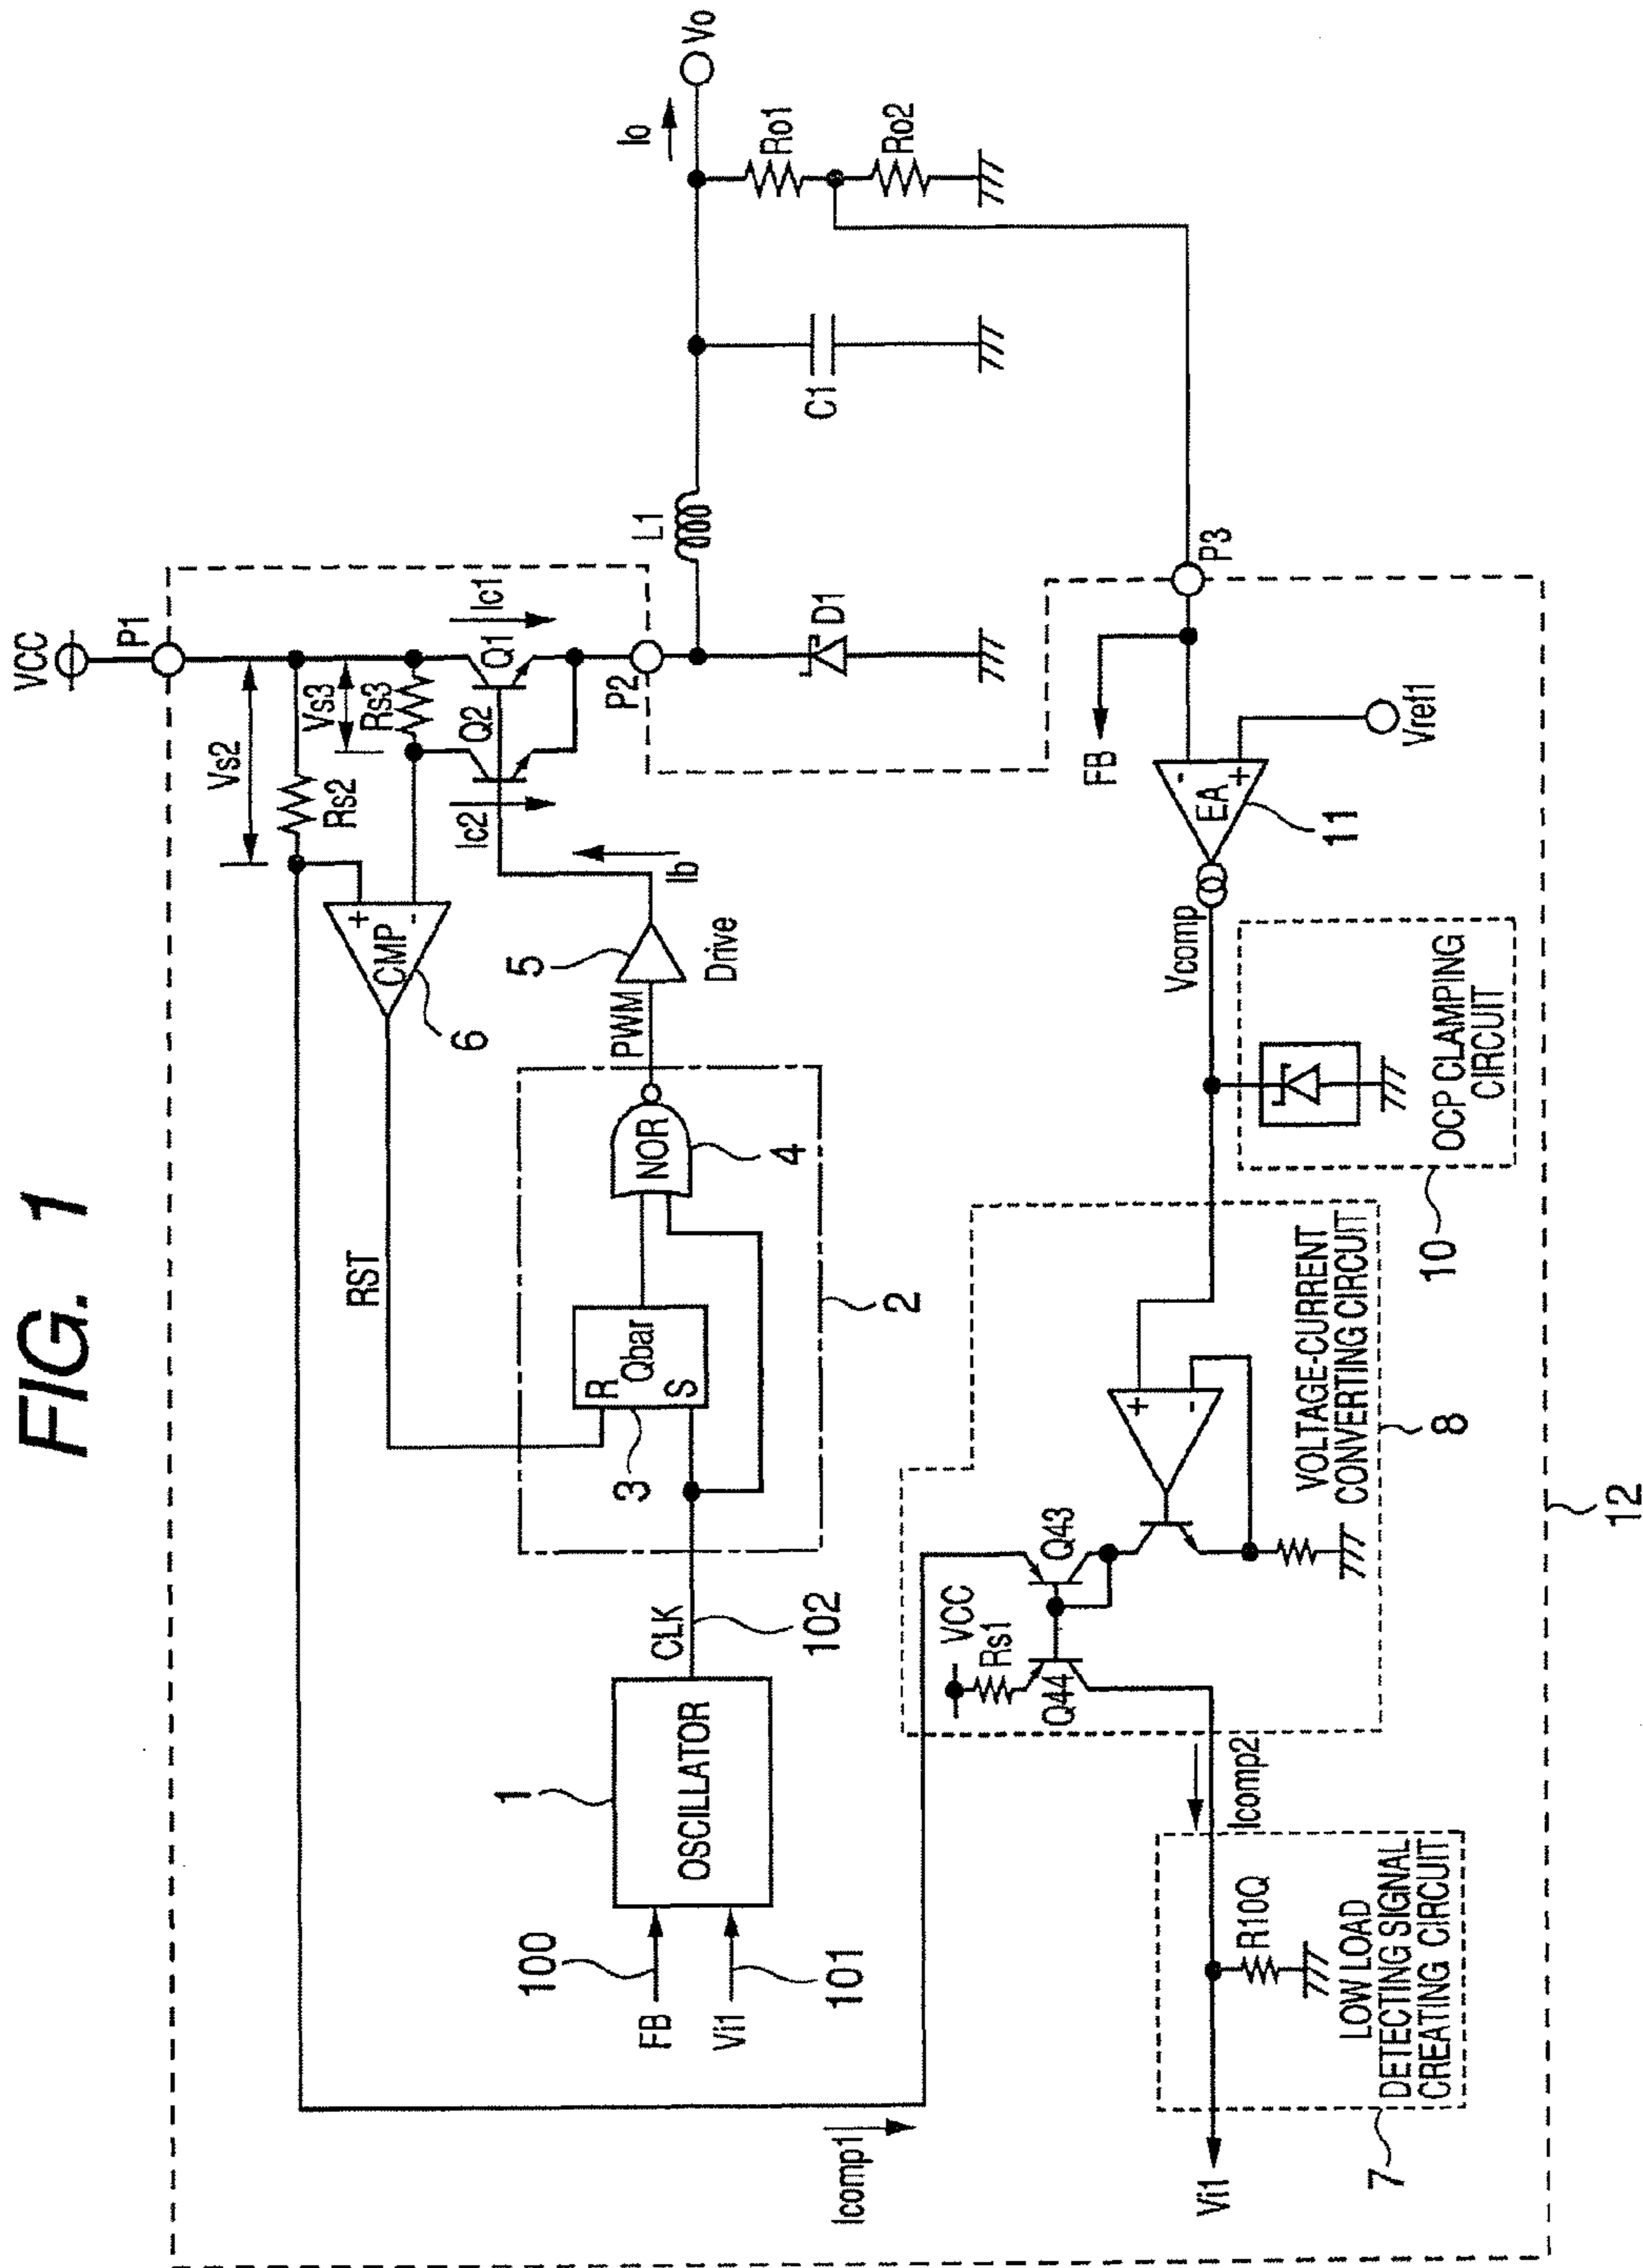 FIG. 1
VCC
P1
Vs2
Rs2
Vs3
Rs3
Ic1
Q1
Q2
Ic2
P2
L1
Io
Vo
Ro1
Ro2
C1
D1
+
-
CMP
6
RST
Ib
5
Drive
PWM
NOR
4
2
R
Qbar
S
3
CLK
102
1
OSCILLATOR
100
FB
Vi1
101
P3
FB
-
EA
+
11
Vref1
Vcomp
OCP CLAMPING
CIRCUIT
10
+
-
VOLTAGE-CURRENT
CONVERTING CIRCUIT
8
Q43
VCC
Rs1
Q44
Icomp2
Icomp1
R10Q
LOW LOAD
DETECTING SIGNAL
CREATING CIRCUIT
7
Vi1
12